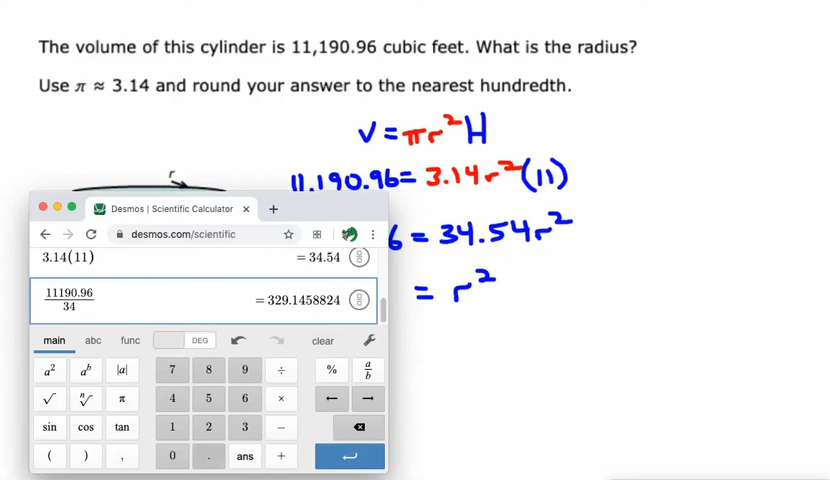 The volume of this cylinder is 11,190.96 cubic feet. What is the radius?
Use π ≈ 3.14 and round your answer to the nearest hundredth.
V = πr²H
r
11,190.96 = 3.14r²(11)
6 = 34.54r²
= r²
Desmos | Scientific Calculator
desmos.com/scientific
3.14(11) = 34.54
11190.96/34 = 329.1458824
main abc func DEG clear
a² aᵇ |a| 7 8 9 ÷ % a/b
√ ⁿ√ π 4 5 6 × ← →
sin cos tan 1 2 3 −
( ) , 0 . ans +